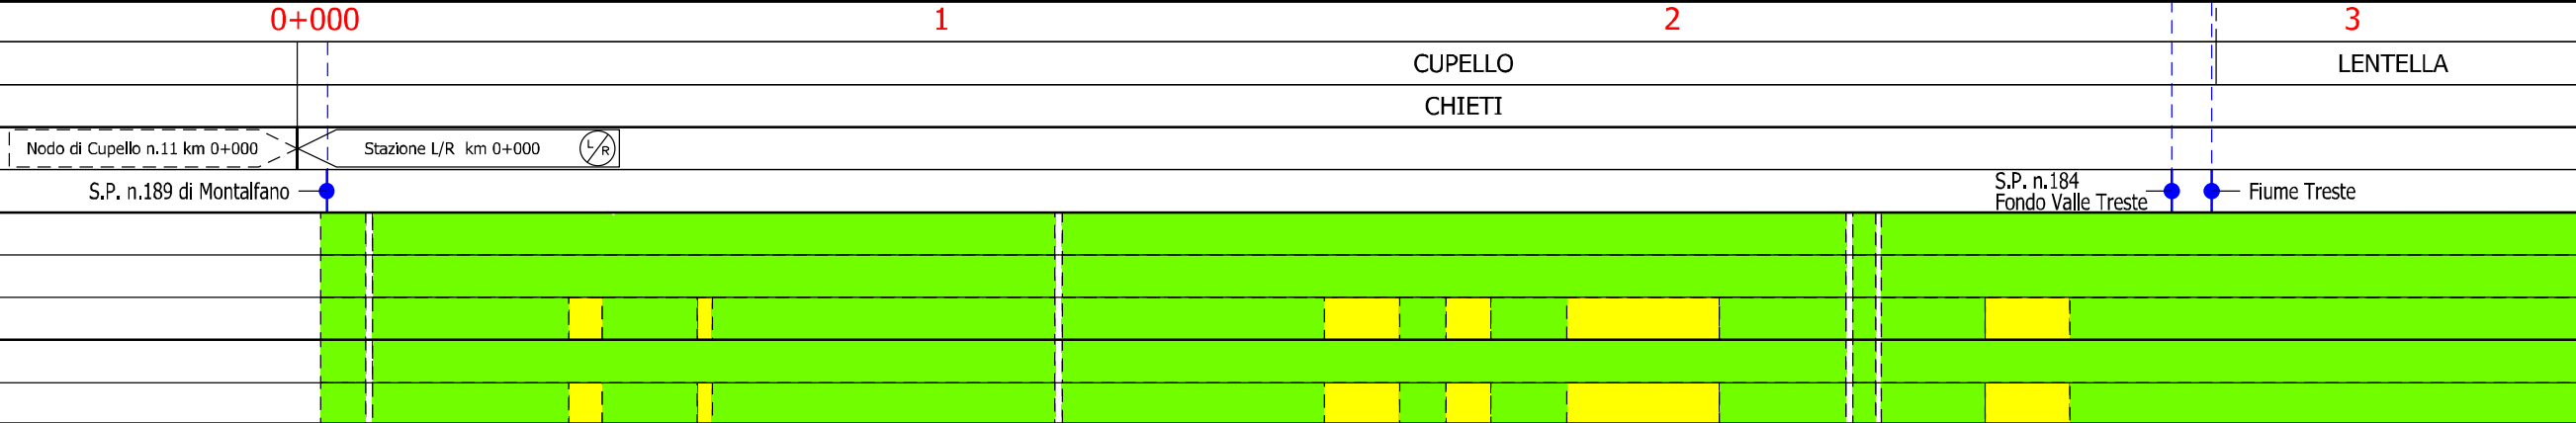 0+000 1 2 3
CUPELLO LENTELLA
CHIETI
Nodo di Cupello n.11 km 0+000 Stazione L/R km 0+000 L/R
S.P. n.189 di Montalfano
S.P. n.184
Fondo Valle Treste
Fiume Treste